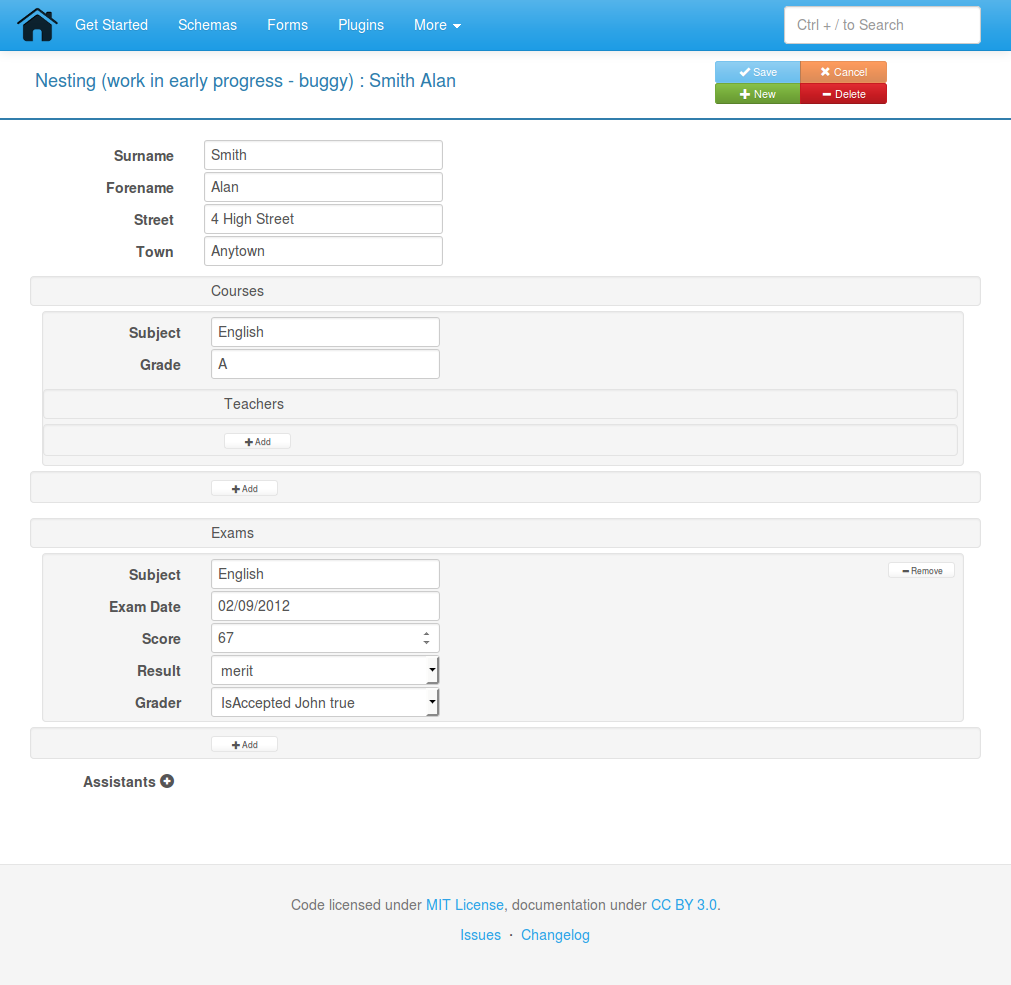 Get Started Schemas Forms Plugins More Ctrl + / to Search
Nesting (work in early progress - buggy) : Smith Alan
Save Cancel
New Delete
Surname Smith
Forename Alan
Street 4 High Street
Town Anytown
Courses
Subject English
Grade A
Teachers
Add
Add
Exams
Subject English Remove
Exam Date 02/09/2012
Score 67
Result merit
Grader IsAccepted John true
Add
Assistants
Code licensed under MIT License, documentation under CC BY 3.0.
Issues · Changelog